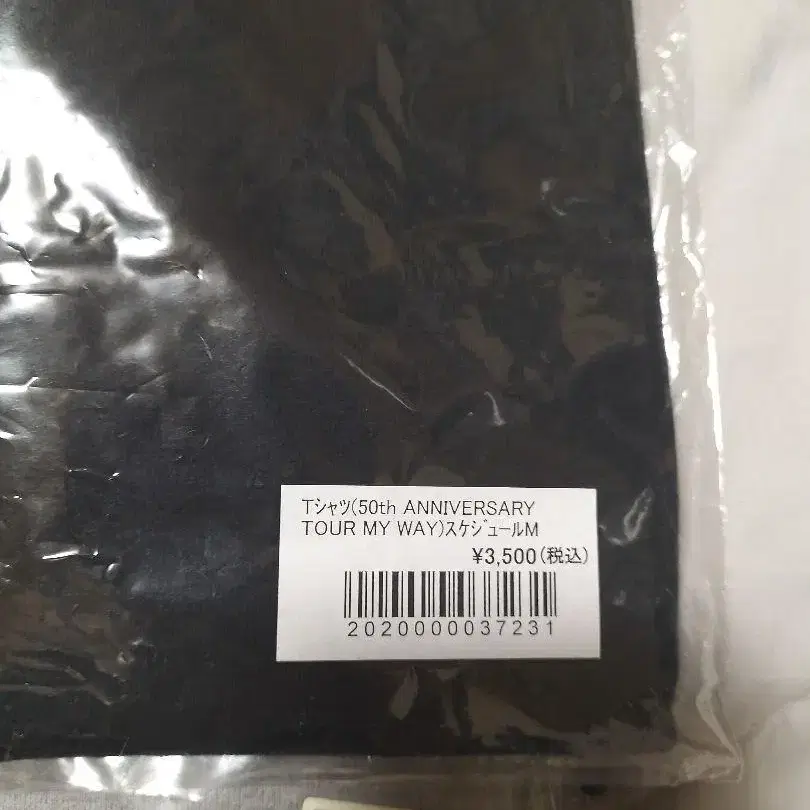 Tシャツ(50th ANNIVERSARY
TOUR MY WAY)ｽｹｼﾞｭｰﾙM
¥3,500(税込)
2020000037231